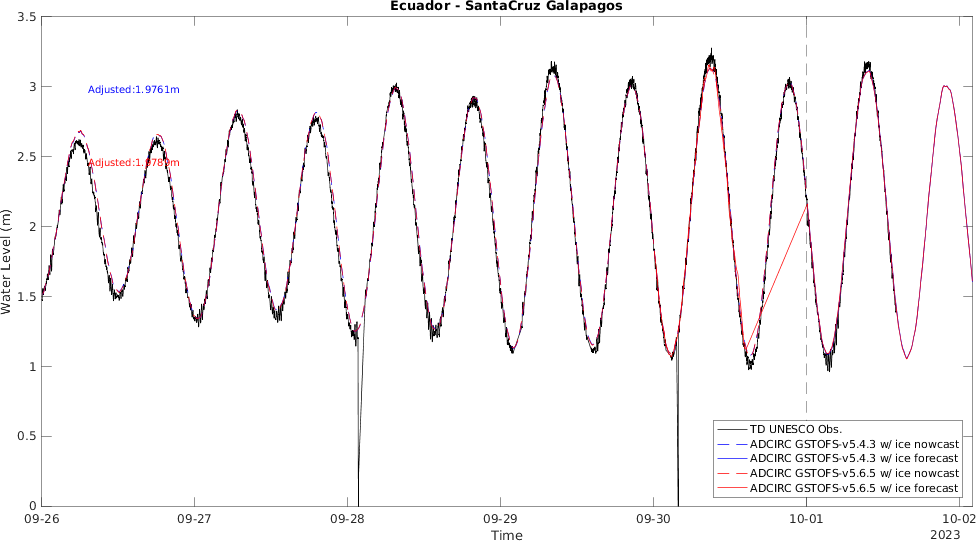 Ecuador - SantaCruz Galapagos
3.5
3
2.5
2
1.5
1
0.5
0
Water Level (m)
Adjusted:1.9761m
09-26
09-27
09-28
09-29
09-30
10-01
10-02
Time
2023
TD UNESCO Obs.
ADCIRC GSTOFS-v5.4.3 w/ ice nowcast
ADCIRC GSTOFS-v5.4.3 w/ ice forecast
ADCIRC GSTOFS-v5.6.5 w/ ice nowcast
ADCIRC GSTOFS-v5.6.5 w/ ice forecast